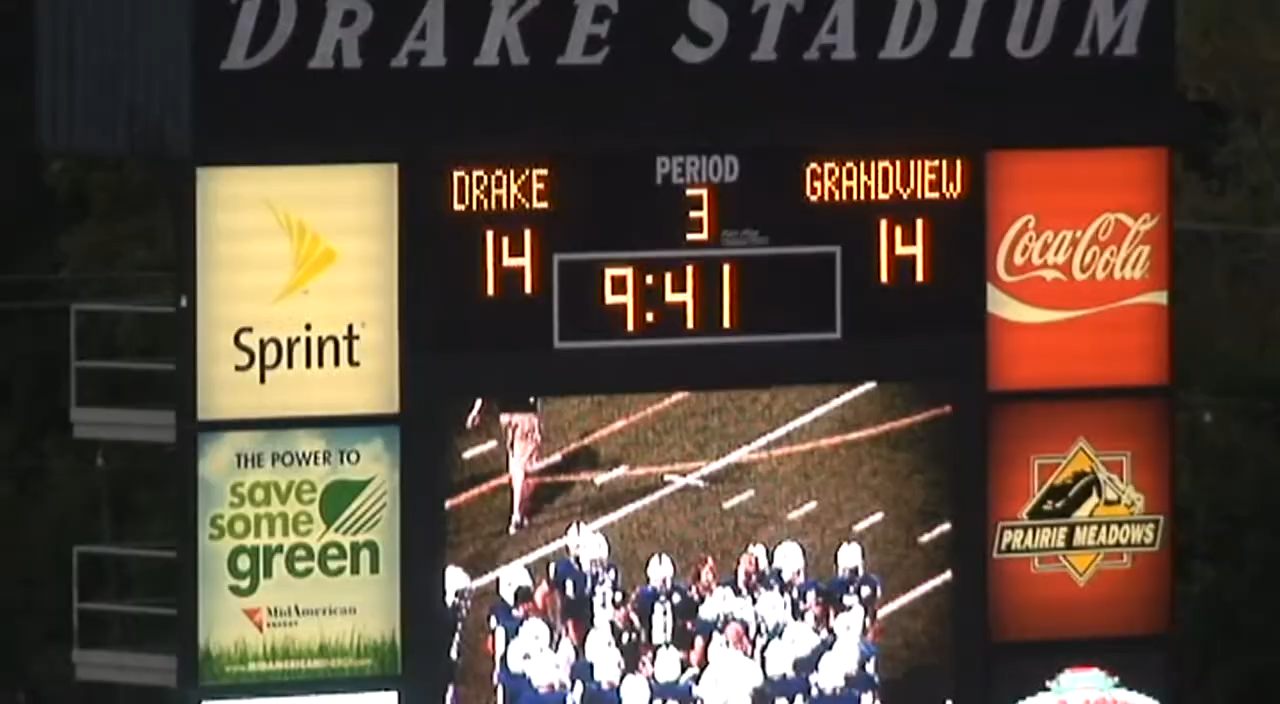 DRAKE STADIUM
DRAKE
PERIOD
GRANDVIEW
14
3
14
9:41
Sprint
Coca-Cola
THE POWER TO
save
some
green
MidAmerican
ENERGY
PRAIRIE MEADOWS